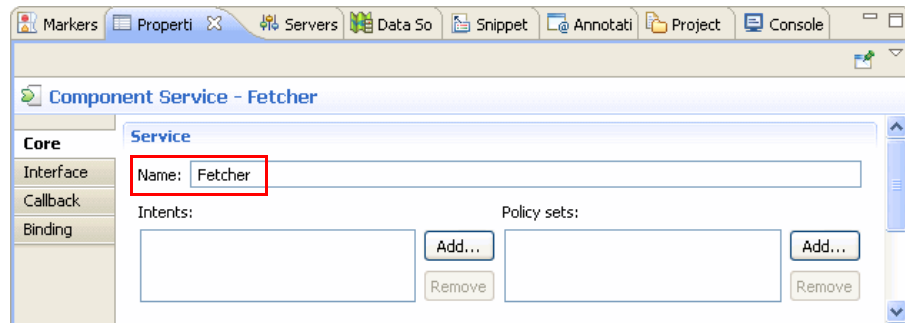 Markers Properti Servers Data So Snippet Annotati Project Console
Component Service - Fetcher
Core
Service
Interface
Name: Fetcher
Callback
Intents: Policy sets:
Binding
Add... Add...
Remove Remove